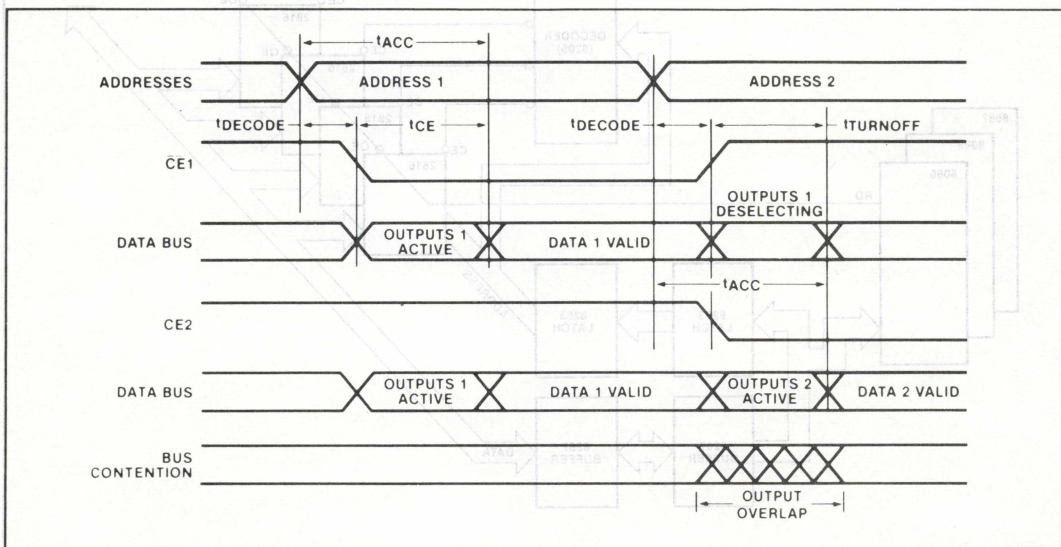 tACC
ADDRESSES
ADDRESS 1
ADDRESS 2
tDECODE
tCE
tDECODE
tTURNOFF
CE1
OUTPUTS 1
DESELECTING
DATA BUS
OUTPUTS 1
ACTIVE
DATA 1 VALID
tACC
CE2
DATA BUS
OUTPUTS 1
ACTIVE
DATA 1 VALID
OUTPUTS 2
ACTIVE
DATA 2 VALID
BUS
CONTENTION
OUTPUT
OVERLAP